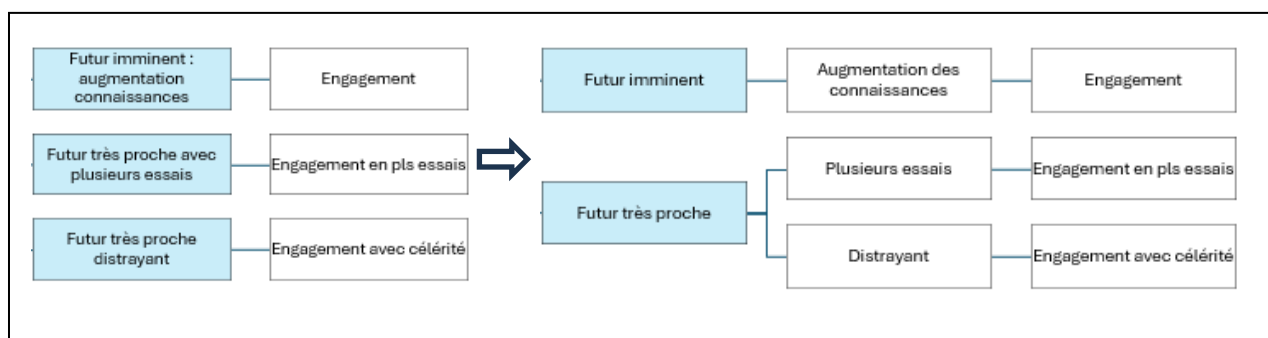 Futur imminent :
augmentation
connaissances
Engagement
Futur très proche avec
plusieurs essais
Engagement en pls essais
Futur très proche
distrayant
Engagement avec célérité
Futur imminent
Augmentation des
connaissances
Engagement
Futur très proche
Plusieurs essais
Engagement en pls essais
Distrayant
Engagement avec célérité